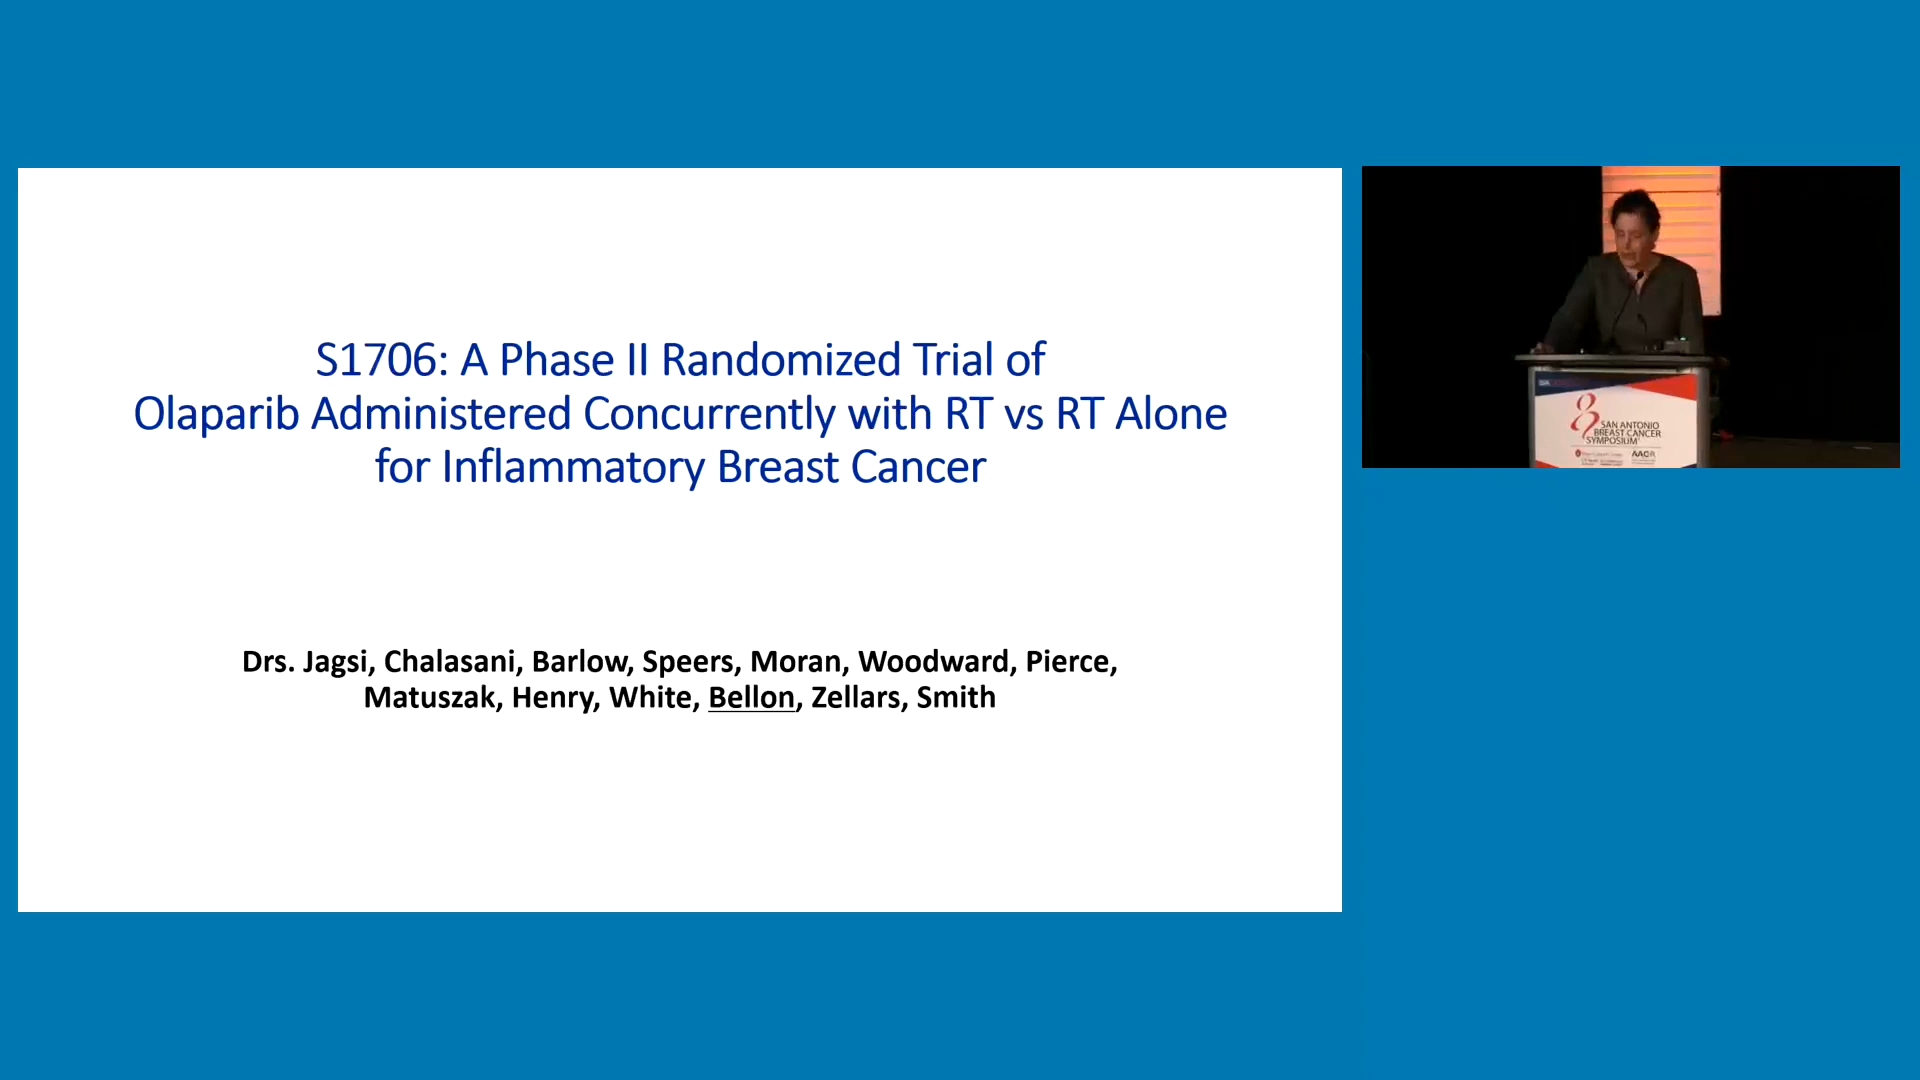 S1706: A Phase II Randomized Trial of
Olaparib Administered Concurrently with RT vs RT Alone
for Inflammatory Breast Cancer
Drs. Jagsi, Chalasani, Barlow, Speers, Moran, Woodward, Pierce,
Matuszak, Henry, White, Bellon, Zellars, Smith
SAN ANTONIO
BREAST CANCER
SYMPOSIUM
AACR